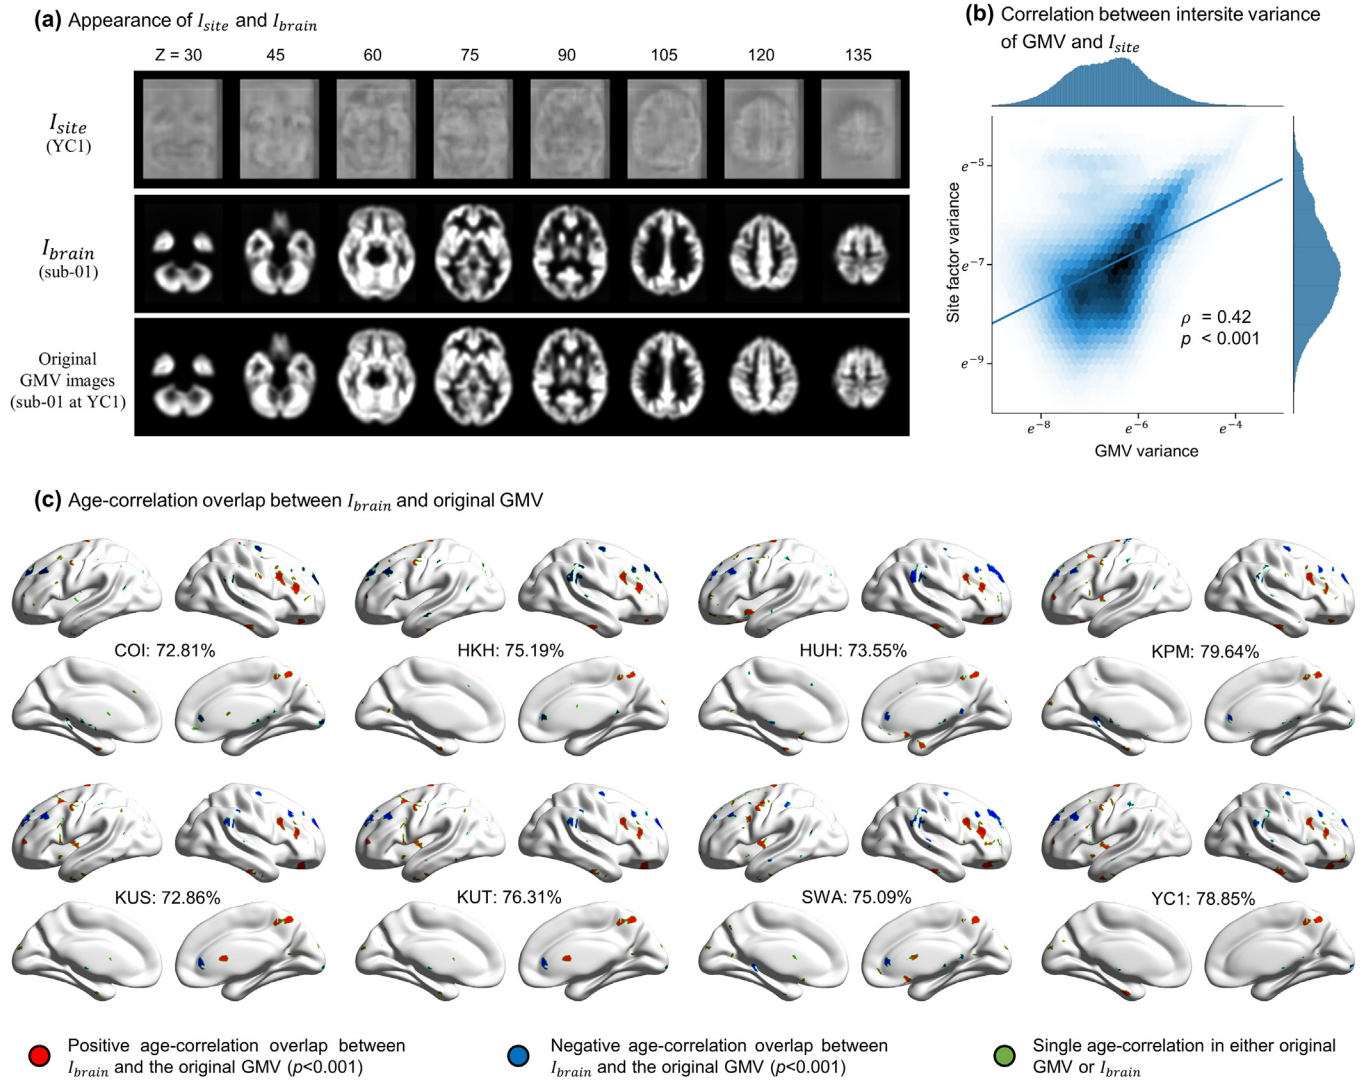 (a) Appearance of I_site and I_brain
Z = 30 45 60 75 90 105 120 135
I_site
(YC1)
I_brain
(sub-01)
Original
GMV images
(sub-01 at YC1)
(b) Correlation between intersite variance
of GMV and I_site
Site factor variance
e^-5
e^-7
e^-9
ρ = 0.42
p < 0.001
e^-8 e^-6 e^-4
GMV variance
(c) Age-correlation overlap between I_brain and original GMV
COI: 72.81% HKH: 75.19% HUH: 73.55% KPM: 79.64%
KUS: 72.86% KUT: 76.31% SWA: 75.09% YC1: 78.85%
Positive age-correlation overlap between
I_brain and the original GMV (p<0.001)
Negative age-correlation overlap between
I_brain and the original GMV (p<0.001)
Single age-correlation in either original
GMV or I_brain